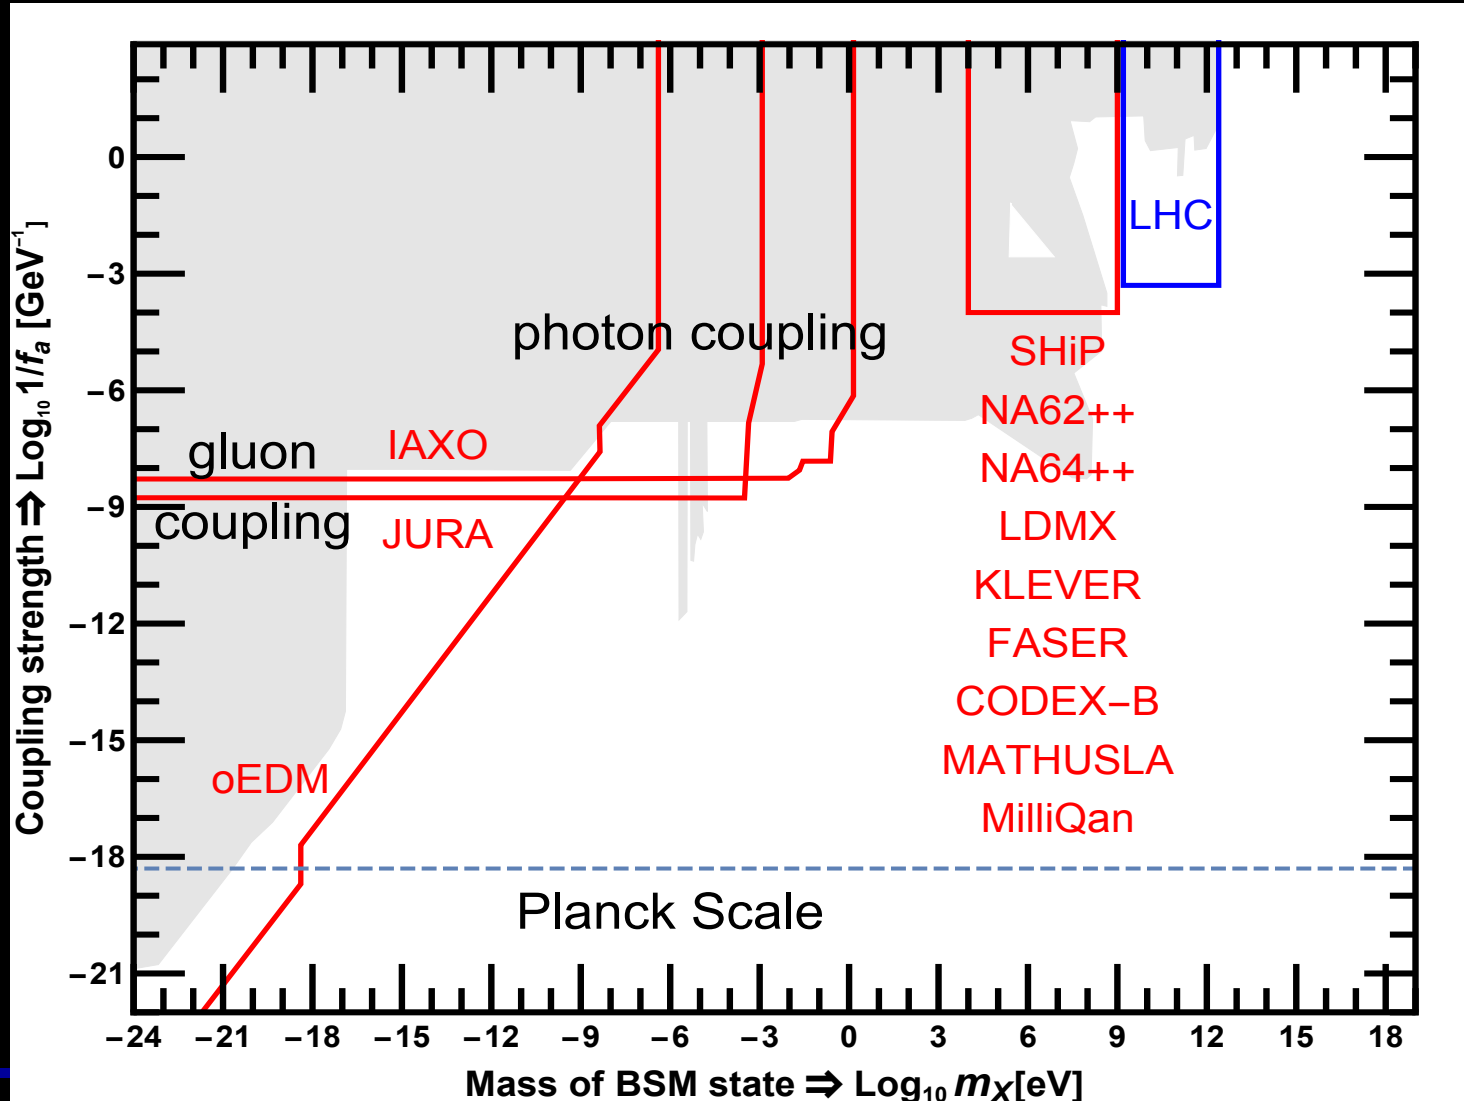 0
−3
−6
−9
−12
−15
−18
−21
Coupling strength ⇒ Log₁₀ 1/fₐ [GeV⁻¹]
LHC
photon coupling
SHiP
NA62++
gluon
IAXO
NA64++
coupling
JURA
LDMX
KLEVER
FASER
CODEX−B
MATHUSLA
oEDM
MilliQan
Planck Scale
−24 −21 −18 −15 −12 −9 −6 −3 0 3 6 9 12 15 18
Mass of BSM state ⇒ Log₁₀ mX[eV]